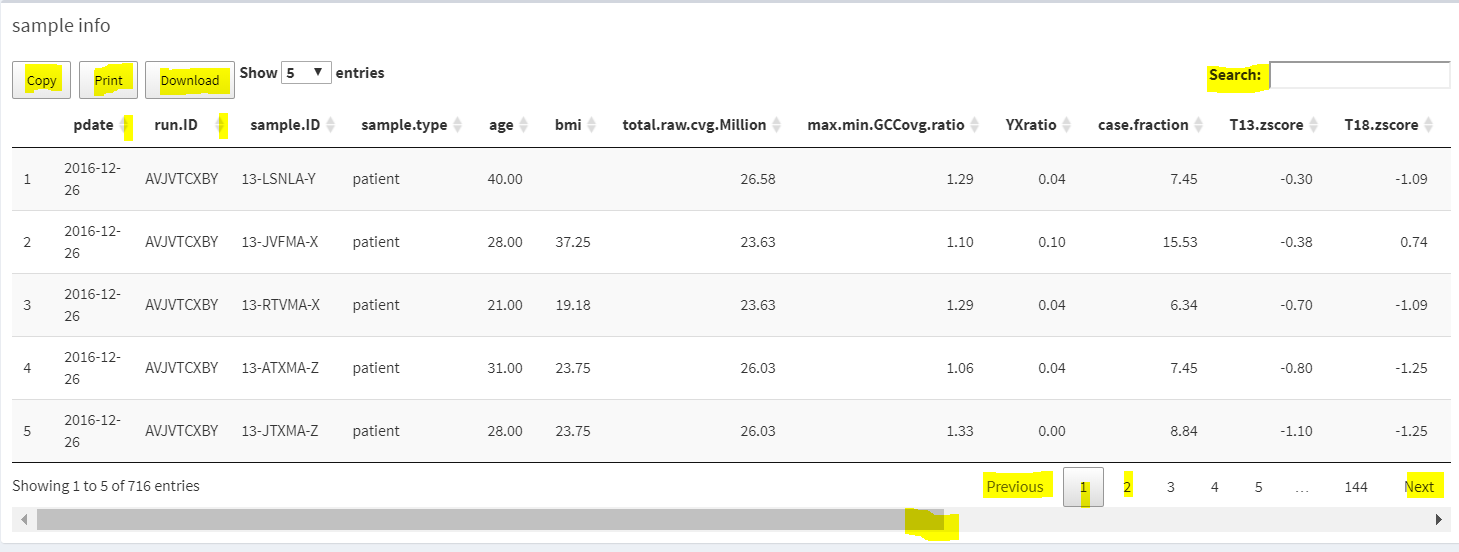 sample info
Copy Print Download Show 5 entries Search:
pdate run.ID sample.ID sample.type age bmi total.raw.cvg.Million max.min.GCCovg.ratio YXratio case.fraction T13.zscore T18.zscore
1 2016-12-26 AVJVTCXBY 13-LSNLA-Y patient 40.00 26.58 1.29 0.04 7.45 -0.30 -1.09
2 2016-12-26 AVJVTCXBY 13-JVFMA-X patient 28.00 37.25 23.63 1.10 0.10 15.53 -0.38 0.74
3 2016-12-26 AVJVTCXBY 13-RTVMA-X patient 21.00 19.18 23.63 1.29 0.04 6.34 -0.70 -1.09
4 2016-12-26 AVJVTCXBY 13-ATXMA-Z patient 31.00 23.75 26.03 1.06 0.04 7.45 -0.80 -1.25
5 2016-12-26 AVJVTCXBY 13-JTXMA-Z patient 28.00 23.75 26.03 1.33 0.00 8.84 -1.10 -1.25
Showing 1 to 5 of 716 entries Previous 1 2 3 4 5 … 144 Next